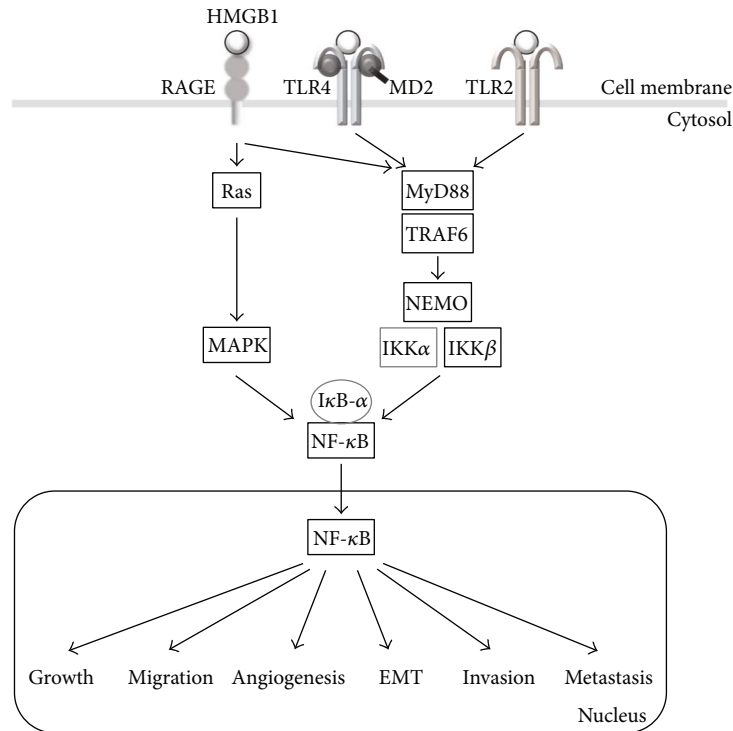 HMGB1
RAGE
TLR4
MD2
TLR2
Cell membrane
Cytosol
Ras
MyD88
TRAF6
NEMO
MAPK
IKKα
IKKβ
IκB-α
NF-κB
NF-κB
Growth
Migration
Angiogenesis
EMT
Invasion
Metastasis
Nucleus